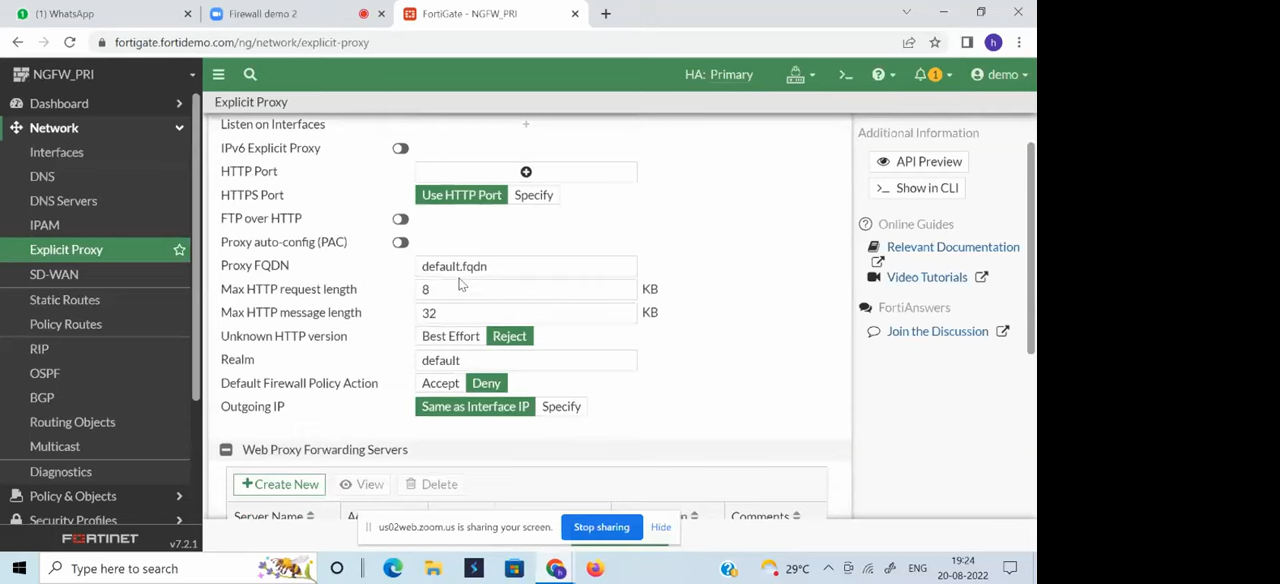 (1) WhatsApp
Firewall demo 2
FortiGate - NGFW_PRI
fortigate.fortidemo.com/ng/network/explicit-proxy
h
NGFW_PRI
HA: Primary
1
demo
Dashboard
Network
Interfaces
DNS
DNS Servers
IPAM
Explicit Proxy
SD-WAN
Static Routes
Policy Routes
RIP
OSPF
BGP
Routing Objects
Multicast
Diagnostics
Policy & Objects
Security Profiles
FORTINET
v7.2.1
Explicit Proxy
Listen on Interfaces
IPv6 Explicit Proxy
HTTP Port
HTTPS Port Use HTTP Port Specify
FTP over HTTP
Proxy auto-config (PAC)
Proxy FQDN default.fqdn
Max HTTP request length 8 KB
Max HTTP message length 32 KB
Unknown HTTP version Best Effort Reject
Realm default
Default Firewall Policy Action Accept Deny
Outgoing IP Same as Interface IP Specify
Web Proxy Forwarding Servers
Create New View Delete
Server Name Comments
Additional Information
API Preview
>_ Show in CLI
Online Guides
Relevant Documentation
Video Tutorials
FortiAnswers
Join the Discussion
us02web.zoom.us is sharing your screen. Stop sharing Hide
Type here to search
29°C
ENG
19:24
20-08-2022